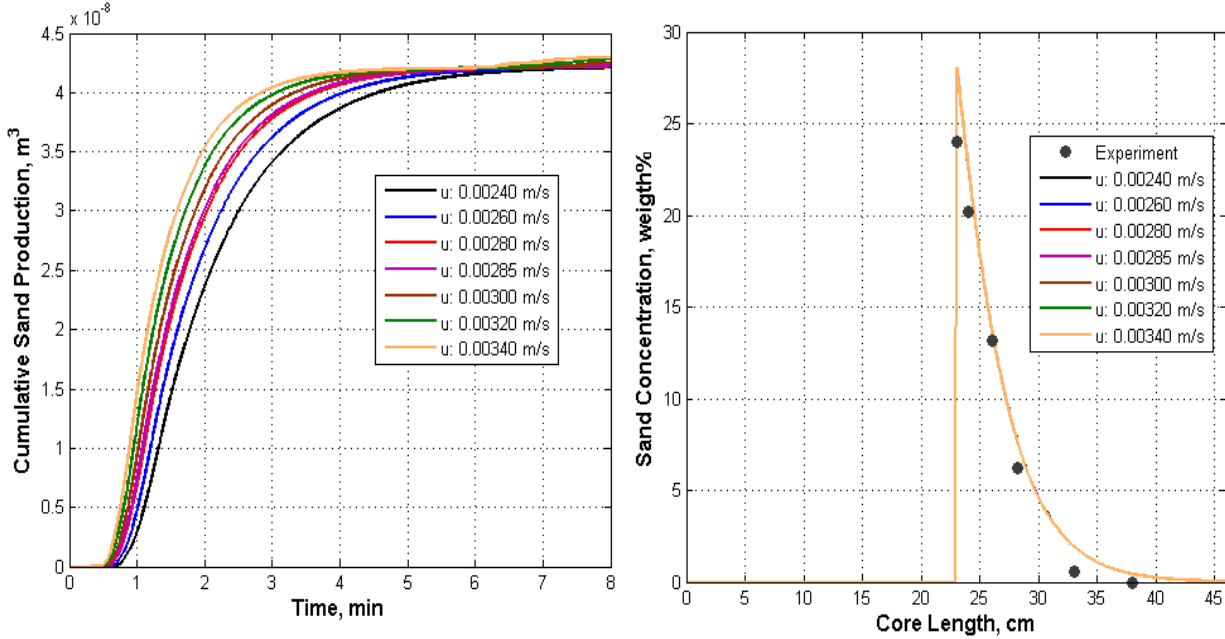 x 10⁻⁸
4.5
4
3.5
3
2.5
2
1.5
1
0.5
0
Cumulative Sand Production, m³
u: 0.00240 m/s
u: 0.00260 m/s
u: 0.00280 m/s
u: 0.00285 m/s
u: 0.00300 m/s
u: 0.00320 m/s
u: 0.00340 m/s
0 1 2 3 4 5 6 7 8
Time, min
30
25
20
15
10
5
0
Sand Concentration, weigth%
Experiment
u: 0.00240 m/s
u: 0.00260 m/s
u: 0.00280 m/s
u: 0.00285 m/s
u: 0.00300 m/s
u: 0.00320 m/s
u: 0.00340 m/s
0 5 10 15 20 25 30 35 40 45
Core Length, cm